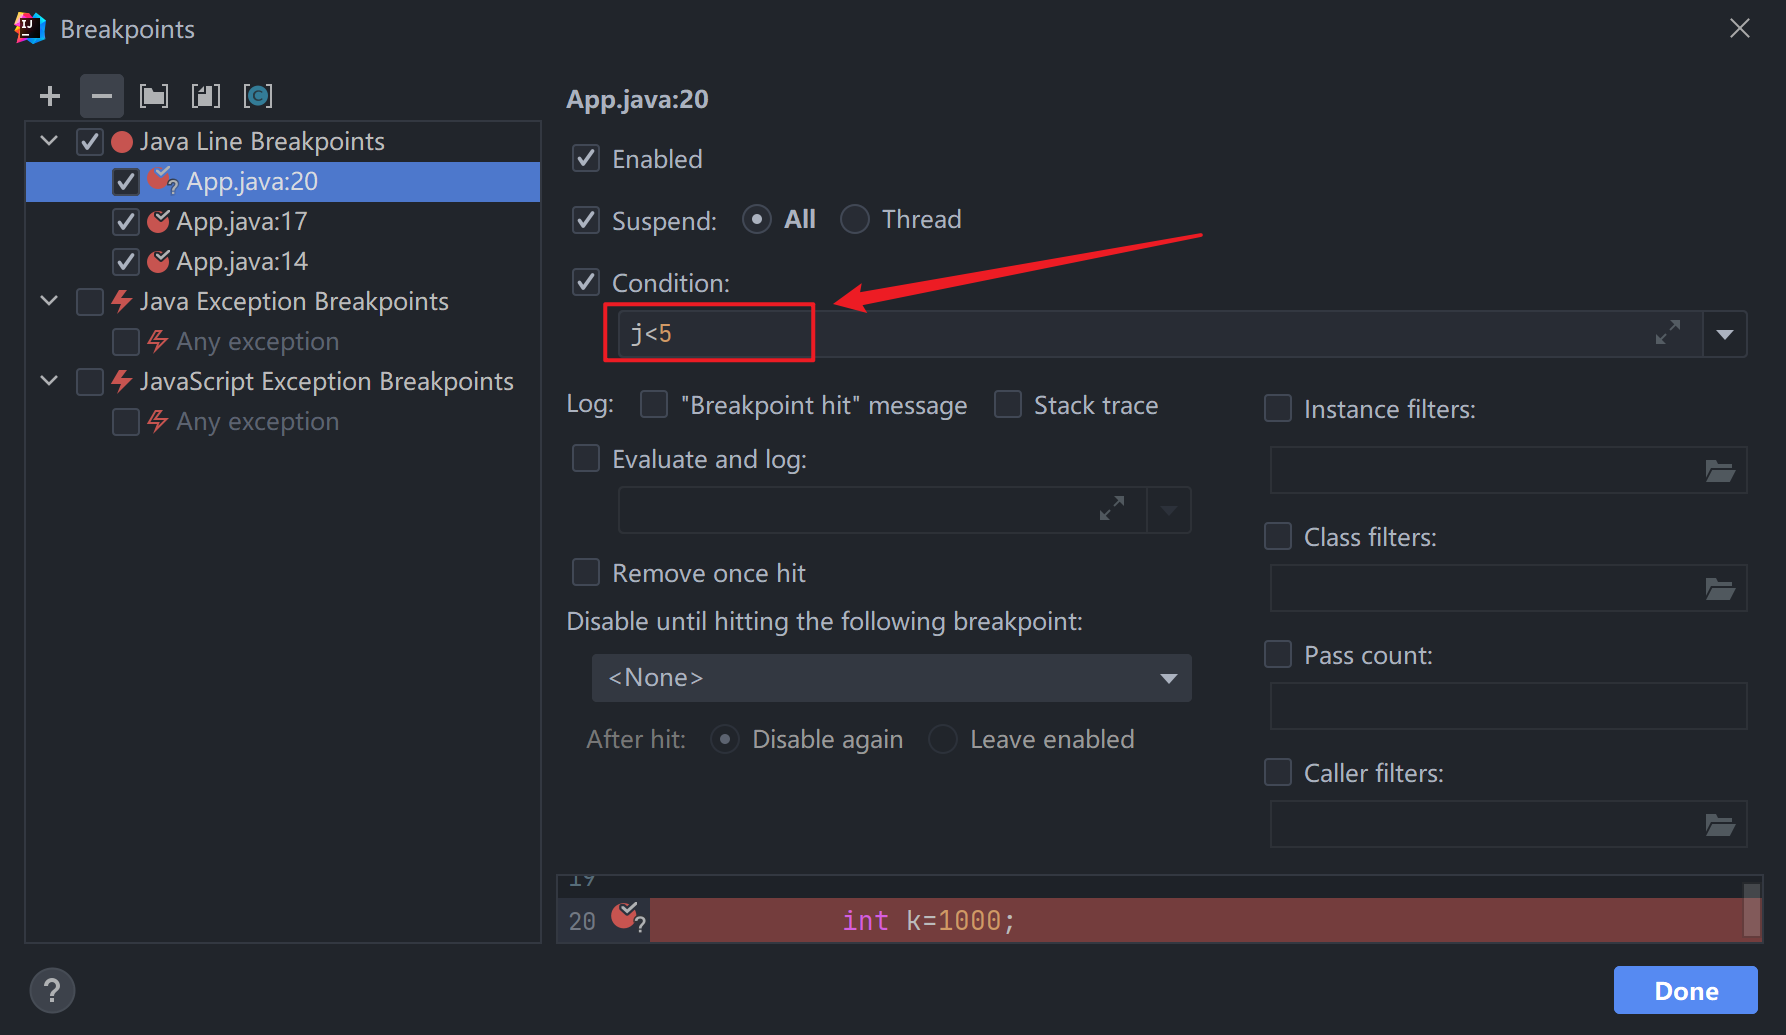 Breakpoints
App.java:20
Java Line Breakpoints
App.java:20
App.java:17
App.java:14
Java Exception Breakpoints
Any exception
JavaScript Exception Breakpoints
Any exception
Enabled
Suspend: All Thread
Condition:
j<5
Log: "Breakpoint hit" message Stack trace
Instance filters:
Evaluate and log:
Class filters:
Remove once hit
Disable until hitting the following breakpoint:
<None>
Pass count:
After hit: Disable again Leave enabled
Caller filters:
19
20 int k=1000;
?
Done